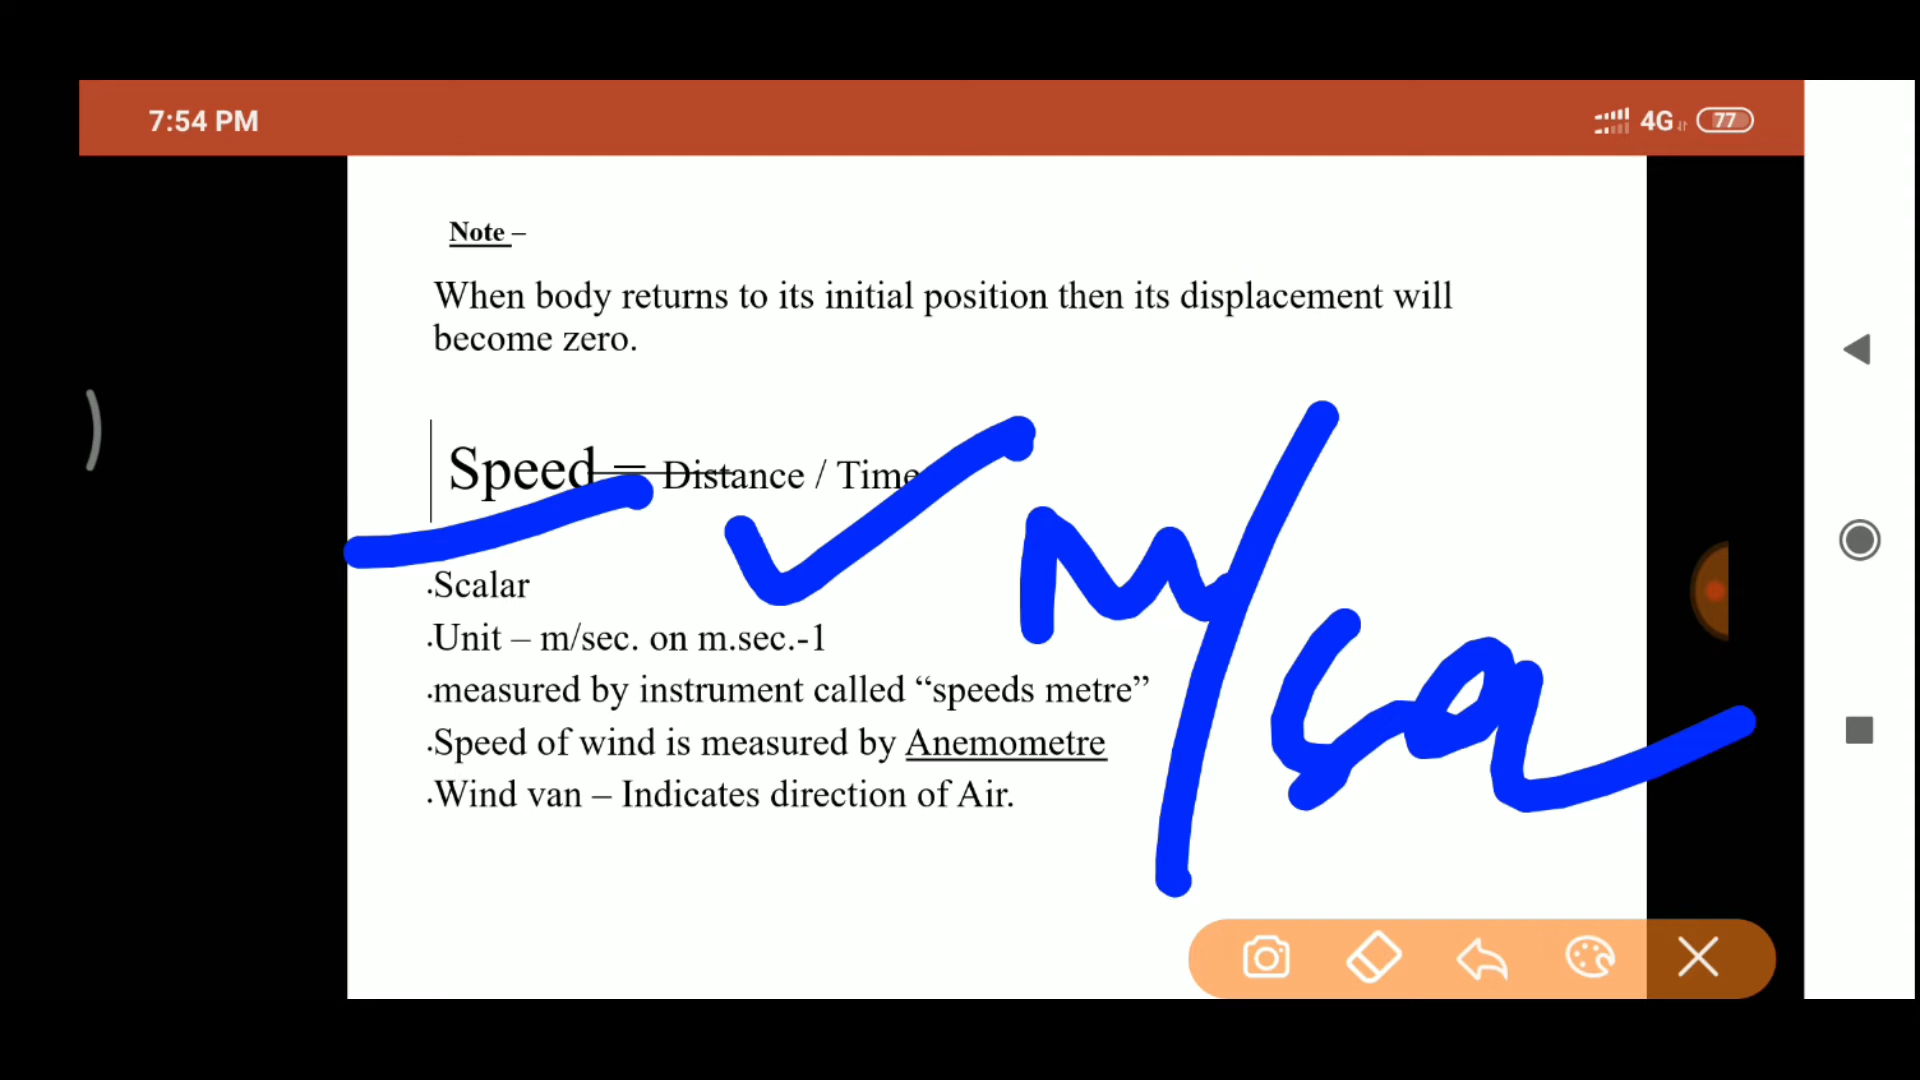 7:54 PM
4G 77
Note –
When body returns to its initial position then its displacement will
become zero.
Speed = Distance / Time
.Scalar
.Unit – m/sec. on m.sec.-1
.measured by instrument called “speeds metre”
.Speed of wind is measured by Anemometre
.Wind van – Indicates direction of Air.